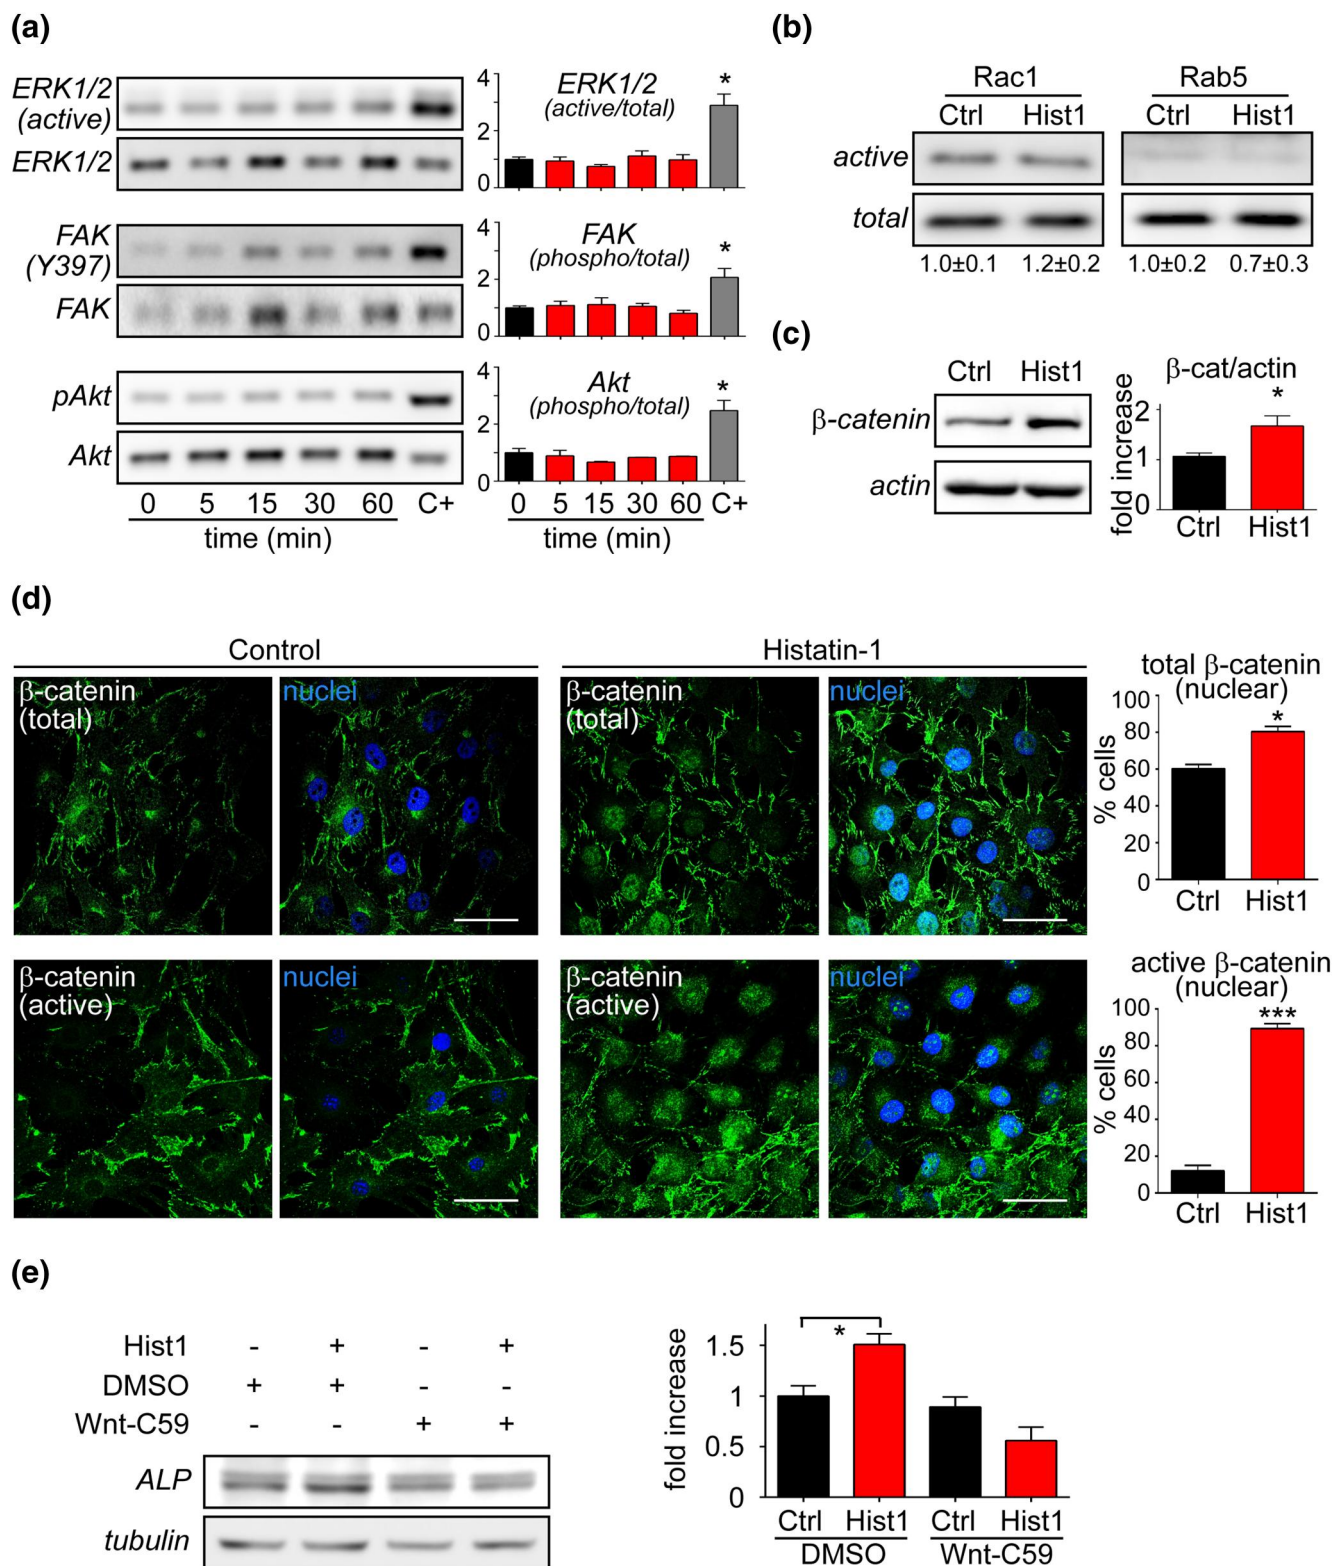 (a)
ERK1/2
(active)
ERK1/2
4
2
0
ERK1/2
(active/total)
*
FAK
(Y397)
FAK
4
2
0
FAK
(phospho/total)
*
pAkt
Akt
4
2
0
Akt
(phospho/total)
*
0 5 15 30 60 C+
time (min)
0 5 15 30 60 C+
time (min)
(b)
Rac1 Rab5
Ctrl Hist1 Ctrl Hist1
active
total
1.0±0.1 1.2±0.2 1.0±0.2 0.7±0.3
(c)
Ctrl Hist1
β-catenin
actin
β-cat/actin
fold increase
2
1
0
*
Ctrl Hist1
(d)
Control Histatin-1
β-catenin
(total)
nuclei
β-catenin
(total)
nuclei
total β-catenin
(nuclear)
% cells
100
80
60
40
20
0
*
Ctrl Hist1
β-catenin
(active)
nuclei
β-catenin
(active)
nuclei
active β-catenin
(nuclear)
% cells
100
80
60
40
20
0
***
Ctrl Hist1
(e)
Hist1 - + - +
DMSO + + - -
Wnt-C59 - - + +
ALP
tubulin
fold increase
1.5
1
0.5
0
*
Ctrl Hist1 Ctrl Hist1
DMSO Wnt-C59